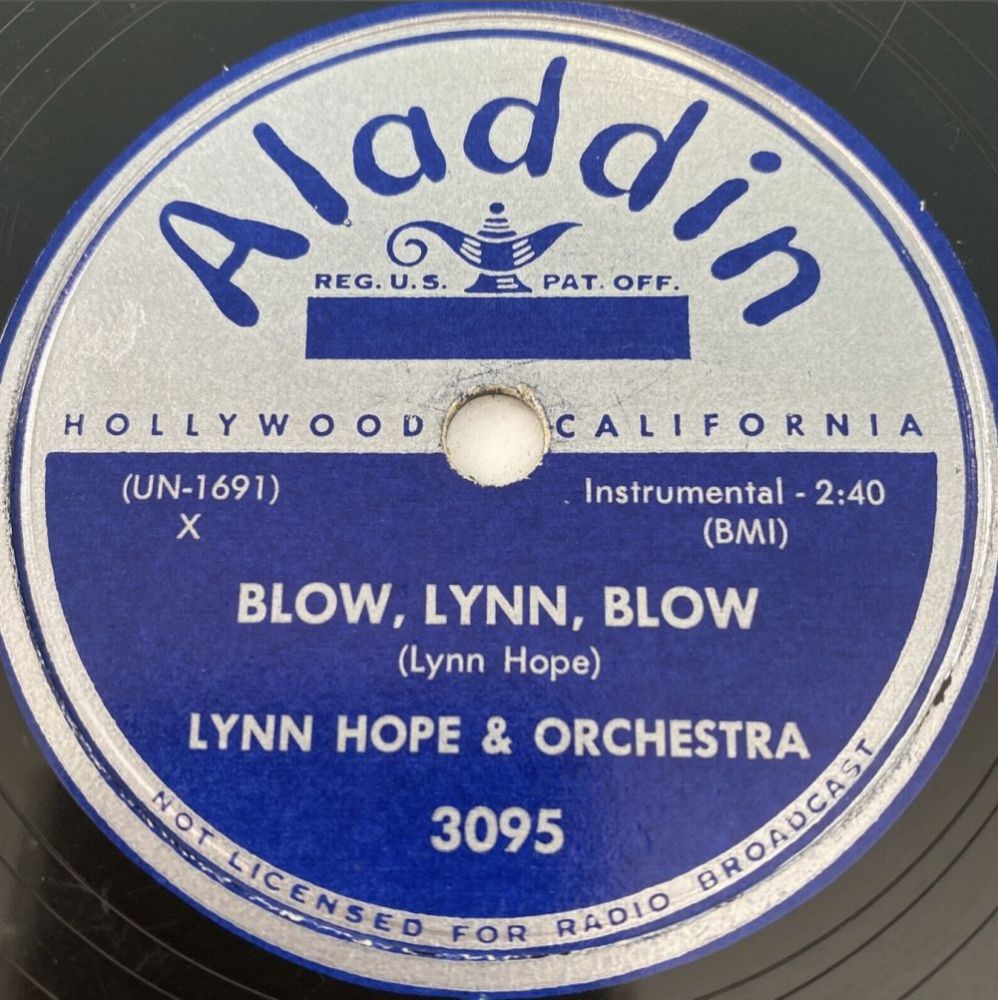 Aladdin
REG. U.S. PAT. OFF.
HOLLYWOOD CALIFORNIA
(UN-1691) Instrumental - 2:40
X (BMI)
BLOW, LYNN, BLOW
(Lynn Hope)
LYNN HOPE & ORCHESTRA
3095
NOT LICENSED FOR RADIO BROADCAST